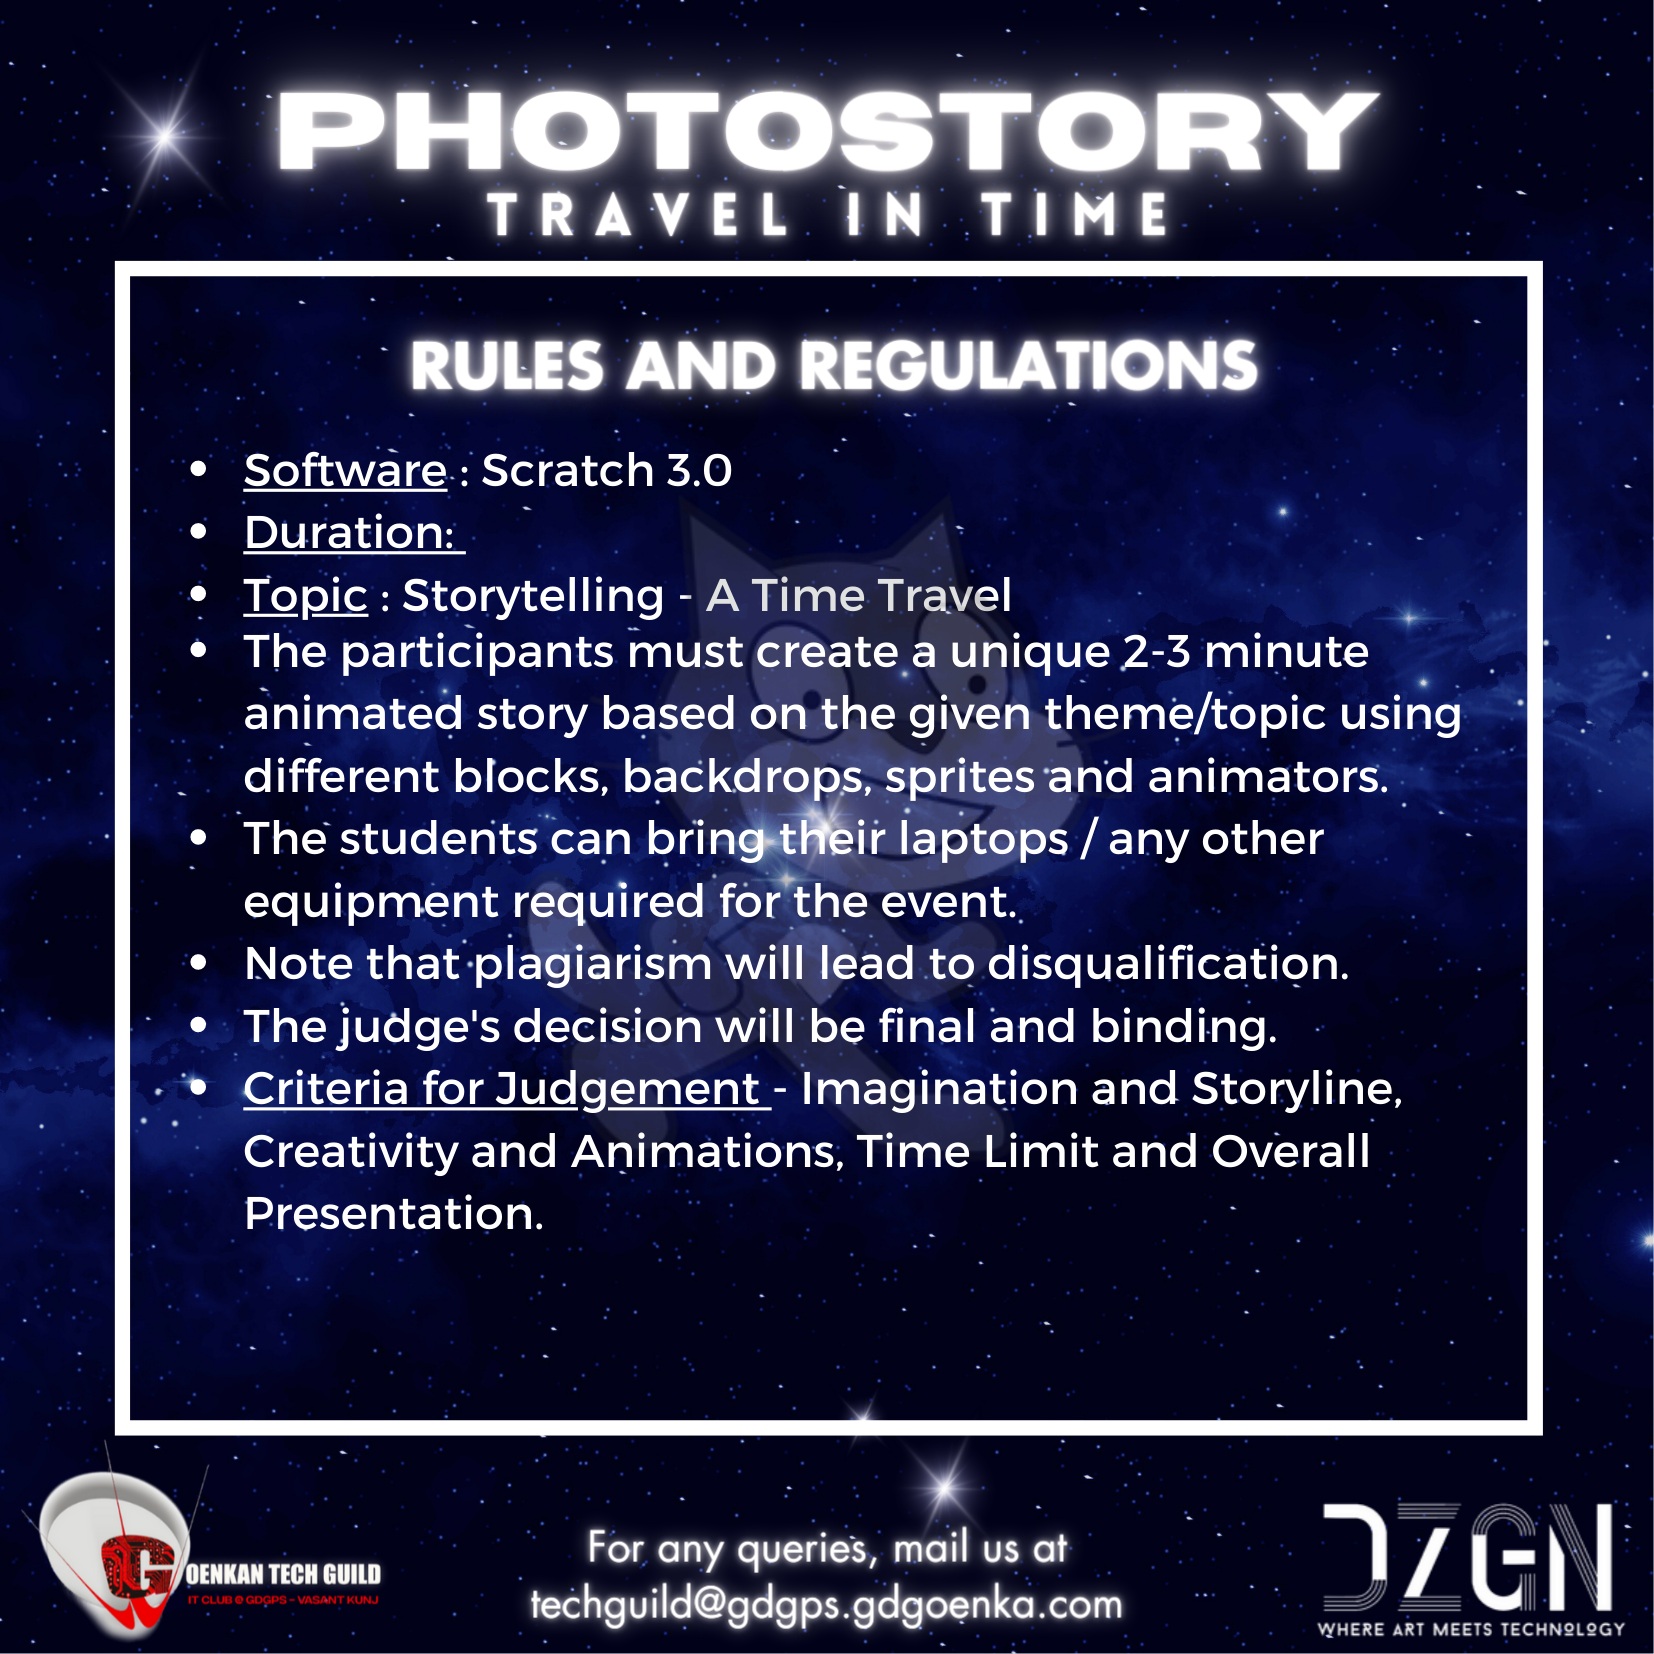 PHOTOSTORY
TRAVEL IN TIME
RULES AND REGULATIONS
• Software : Scratch 3.0
• Duration:
• Topic : Storytelling - A Time Travel
• The participants must create a unique 2-3 minute
animated story based on the given theme/topic using
different blocks, backdrops, sprites and animators.
• The students can bring their laptops / any other
equipment required for the event.
• Note that plagiarism will lead to disqualification.
• The judge's decision will be final and binding.
• Criteria for Judgement - Imagination and Storyline,
Creativity and Animations, Time Limit and Overall
Presentation.
GOENKAN TECH GUILD
IT CLUB @ GDGPS - VASANT KUNJ
For any queries, mail us at
techguild@gdgps.gdgoenka.com
DZGN
WHERE ART MEETS TECHNOLOGY